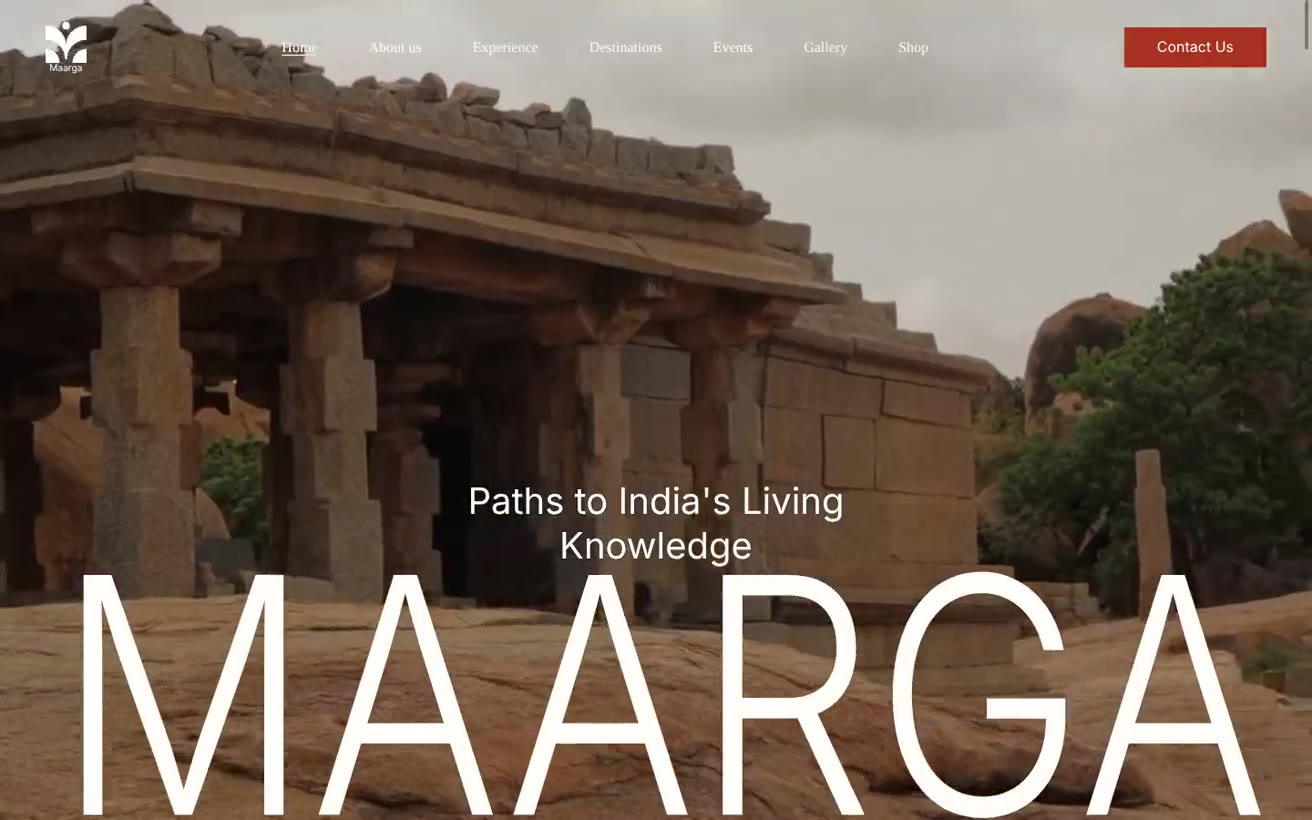 Maarga
Home
About us
Experience
Destinations
Events
Gallery
Shop
Contact Us
Paths to India's Living
Knowledge
MAARGA